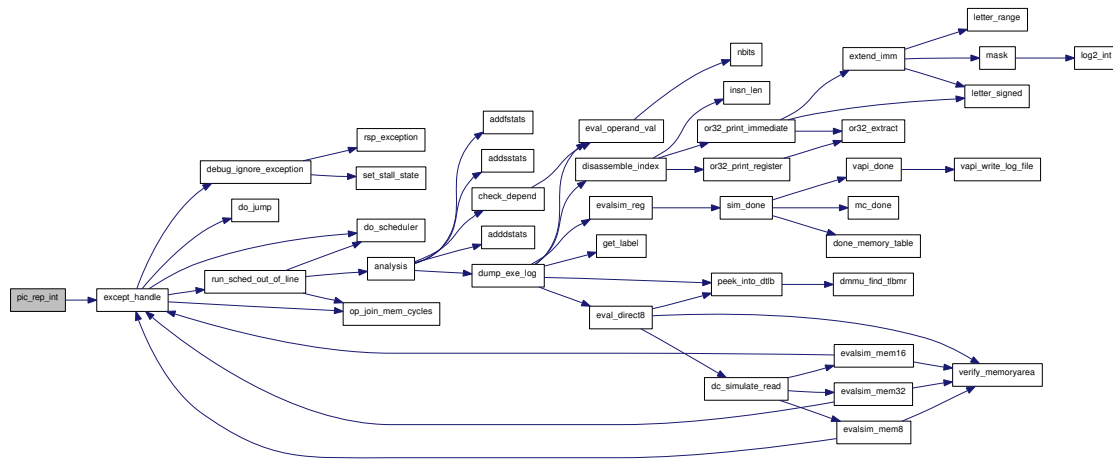 pic_rep_int
except_handle
debug_ignore_exception
do_jump
run_sched_out_of_line
rsp_exception
set_stall_state
do_scheduler
analysis
op_join_mem_cycles
addfstats
addsstats
check_depend
adddstats
dump_exe_log
eval_operand_val
disassemble_index
evalsim_reg
get_label
eval_direct8
nbits
insn_len
or32_print_immediate
or32_print_register
sim_done
peek_into_dtlb
dc_simulate_read
extend_imm
or32_extract
vapi_done
mc_done
done_memory_table
dmmu_find_tlbmr
evalsim_mem16
evalsim_mem32
evalsim_mem8
letter_range
mask
letter_signed
vapi_write_log_file
verify_memoryarea
log2_int